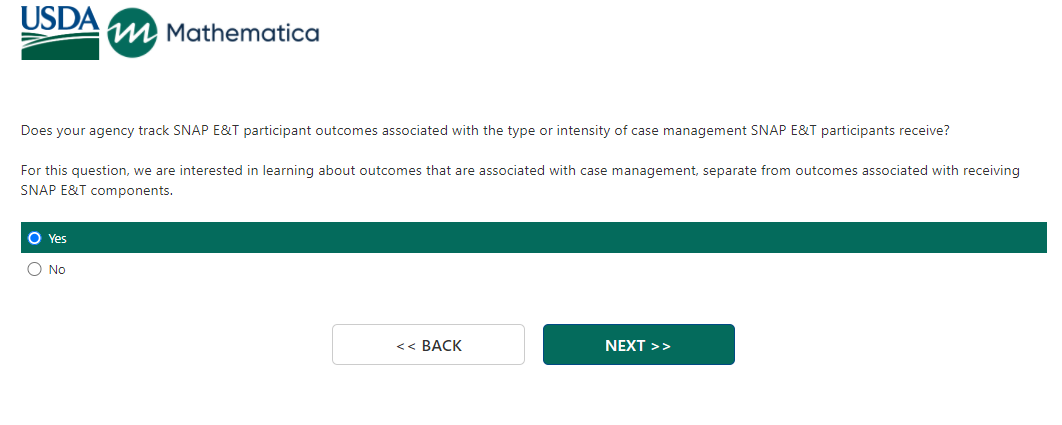 USDA
m Mathematica
Does your agency track SNAP E&T participant outcomes associated with the type or intensity of case management SNAP E&T participants receive?
For this question, we are interested in learning about outcomes that are associated with case management, separate from outcomes associated with receiving
SNAP E&T components.
Yes
No
<< BACK
NEXT >>